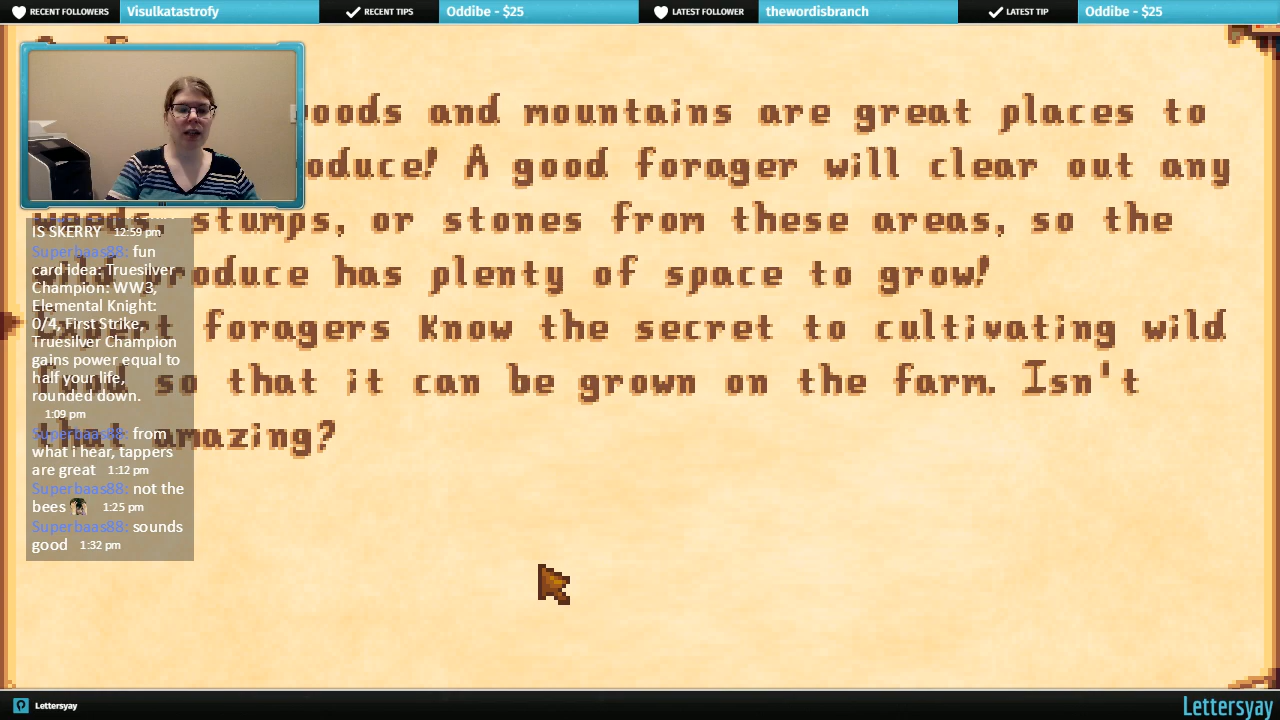 RECENT FOLLOWERS Visulkatastrofy RECENT TIPS Oddibe - $25 LATEST FOLLOWER thewordisbranch LATEST TIP Oddibe - $25
woods and mountains are great places to
oduce! A good forager will clear out any
stumps, or stones from these areas, so the
produce has plenty of space to grow!
foragers know the secret to cultivating wild
so that it can be grown on the farm. Isn't
that amazing?
IS SKERRY 12:59 pm
Superbaas88: fun
card idea: Truesilver
Champion: WW3,
Elemental Knight:
0/4, First Strike,
Truesilver Champion
gains power equal to
half your life,
rounded down.
1:09 pm
Superbaas88: from
what i hear, tappers
are great 1:12 pm
Superbaas88: not the
bees 1:25 pm
Superbaas88: sounds
good 1:32 pm
Lettersyay
Lettersyay